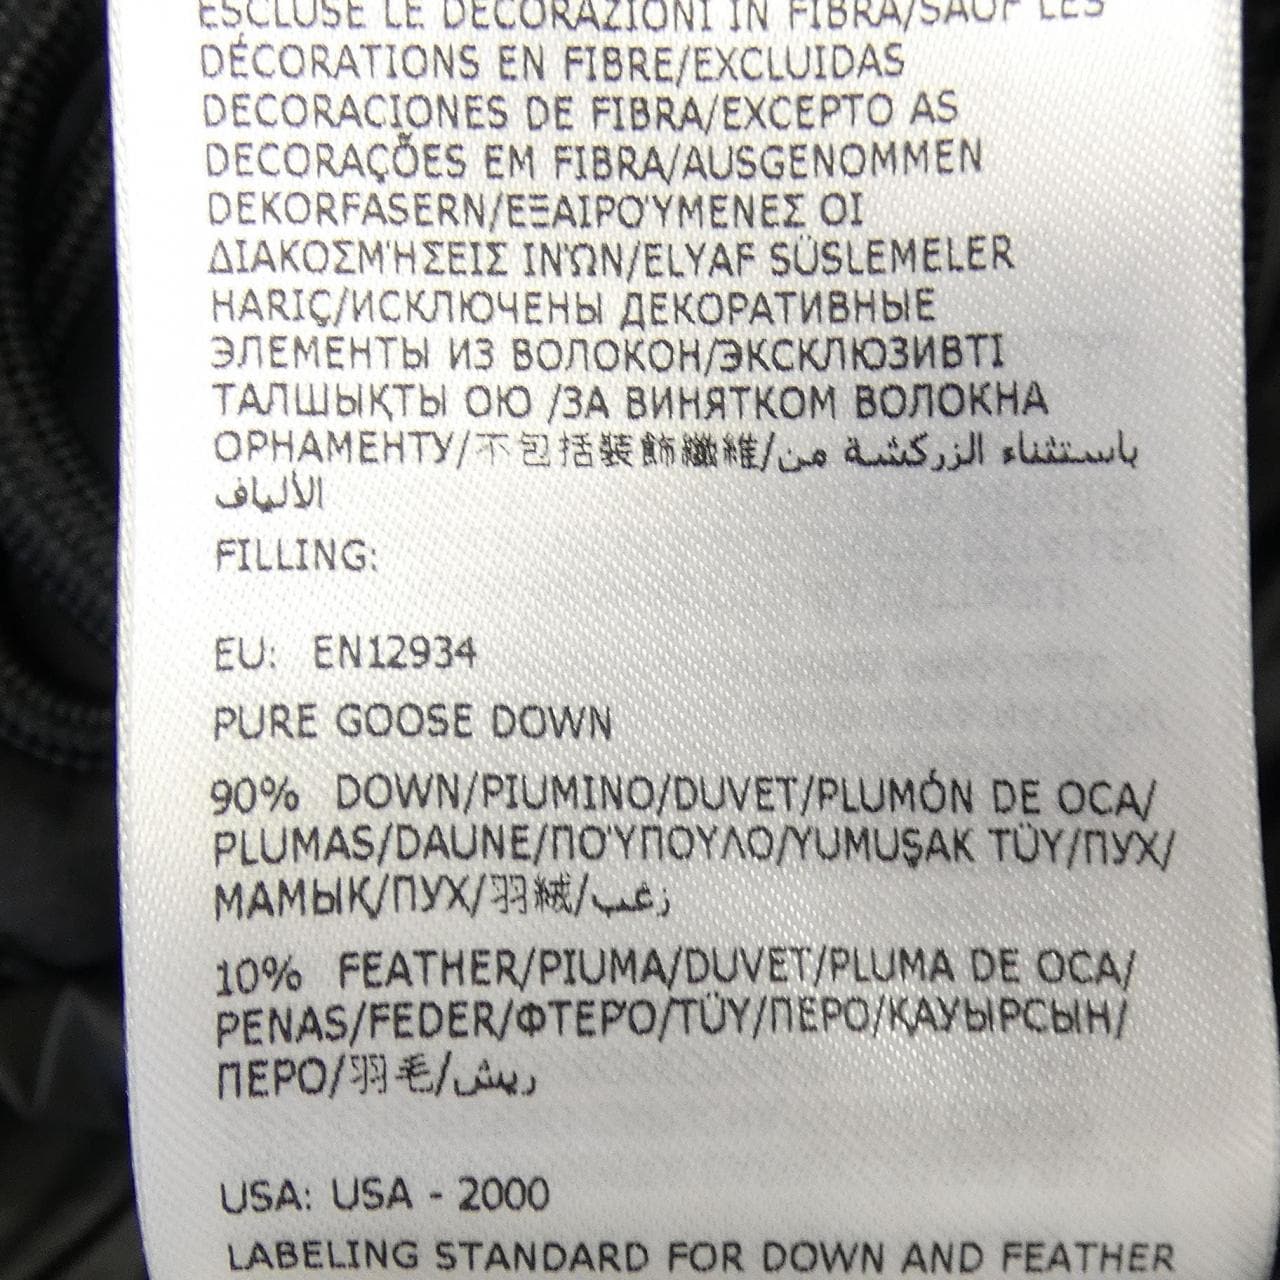 ESCLUSE LE DECORAZIONI IN FIBRA/SAUF LES
DÉCORATIONS EN FIBRE/EXCLUIDAS
DECORACIONES DE FIBRA/EXCEPTO AS
DECORAÇÕES EM FIBRA/AUSGENOMMEN
DEKORFASERN/ΕΞΑΙΡΟΎΜΕΝΕΣ ΟΙ
ΔΙΑΚΟΣΜΉΣΕΙΣ ΙΝΏΝ/ELYAF SÜSLEMELER
HARIÇ/ИСКЛЮЧЕНЫ ДЕКОРАТИВНЫЕ
ЭЛЕМЕНТЫ ИЗ ВОЛОКОН/ЭКСКЛЮЗИВТІ
ТАЛШЫҚТЫ ОЮ /ЗА ВИНЯТКОМ ВОЛОКНА
ОРНАМЕНТУ/不包括裝飾纖維/باستثناء الزركشة من
الألياف
FILLING:
EU: EN12934
PURE GOOSE DOWN
90% DOWN/PIUMINO/DUVET/PLUMÓN DE OCA/
PLUMAS/DAUNE/ΠΟΎΠΟΥΛΟ/YUMUŞAK TÜY/ПУХ/
МАМЫҚ/ПУХ/羽絨/زغب
10% FEATHER/PIUMA/DUVET/PLUMA DE OCA/
PENAS/FEDER/ΦΤΕΡΌ/TÜY/ПЕРО/ҚАУЫРСЫН/
ПЕРО/羽毛/ريش
USA: USA - 2000
LABELING STANDARD FOR DOWN AND FEATHER